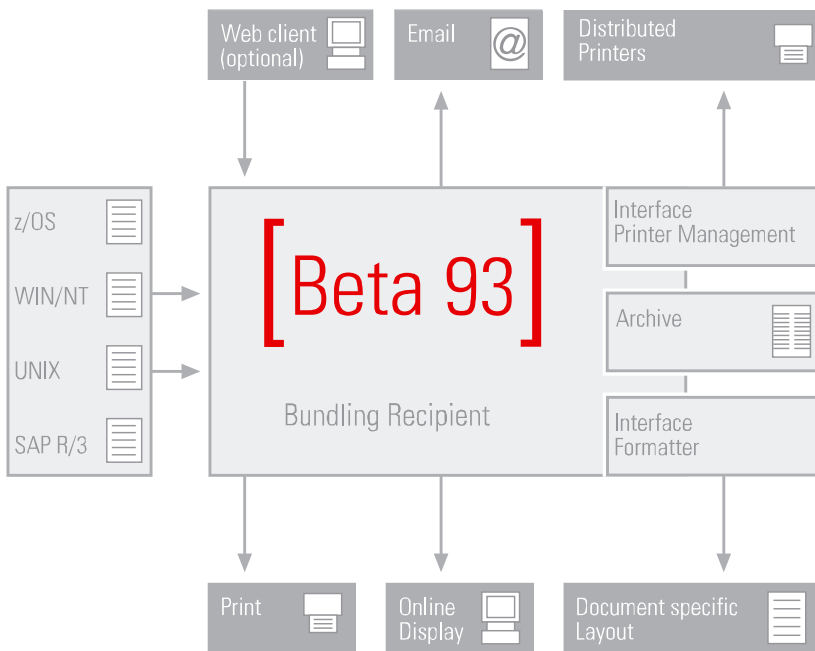 Web client
(optional)
Email
@
Distributed
Printers
z/OS
WIN/NT
UNIX
SAP R/3
[Beta 93]
Bundling Recipient
Interface
Printer Management
Archive
Interface
Formatter
Print
Online
Display
Document specific
Layout